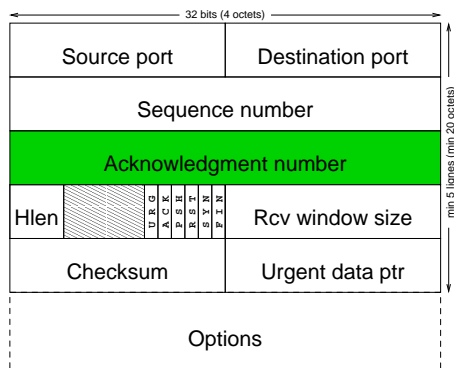 32 bits (4 octets)
Source port
Destination port
Sequence number
Acknowledgment number
Hlen
URG
ACK
PSH
RST
SYN
FIN
Rcv window size
Checksum
Urgent data ptr
Options
min 5 lignes (min 20 octets)